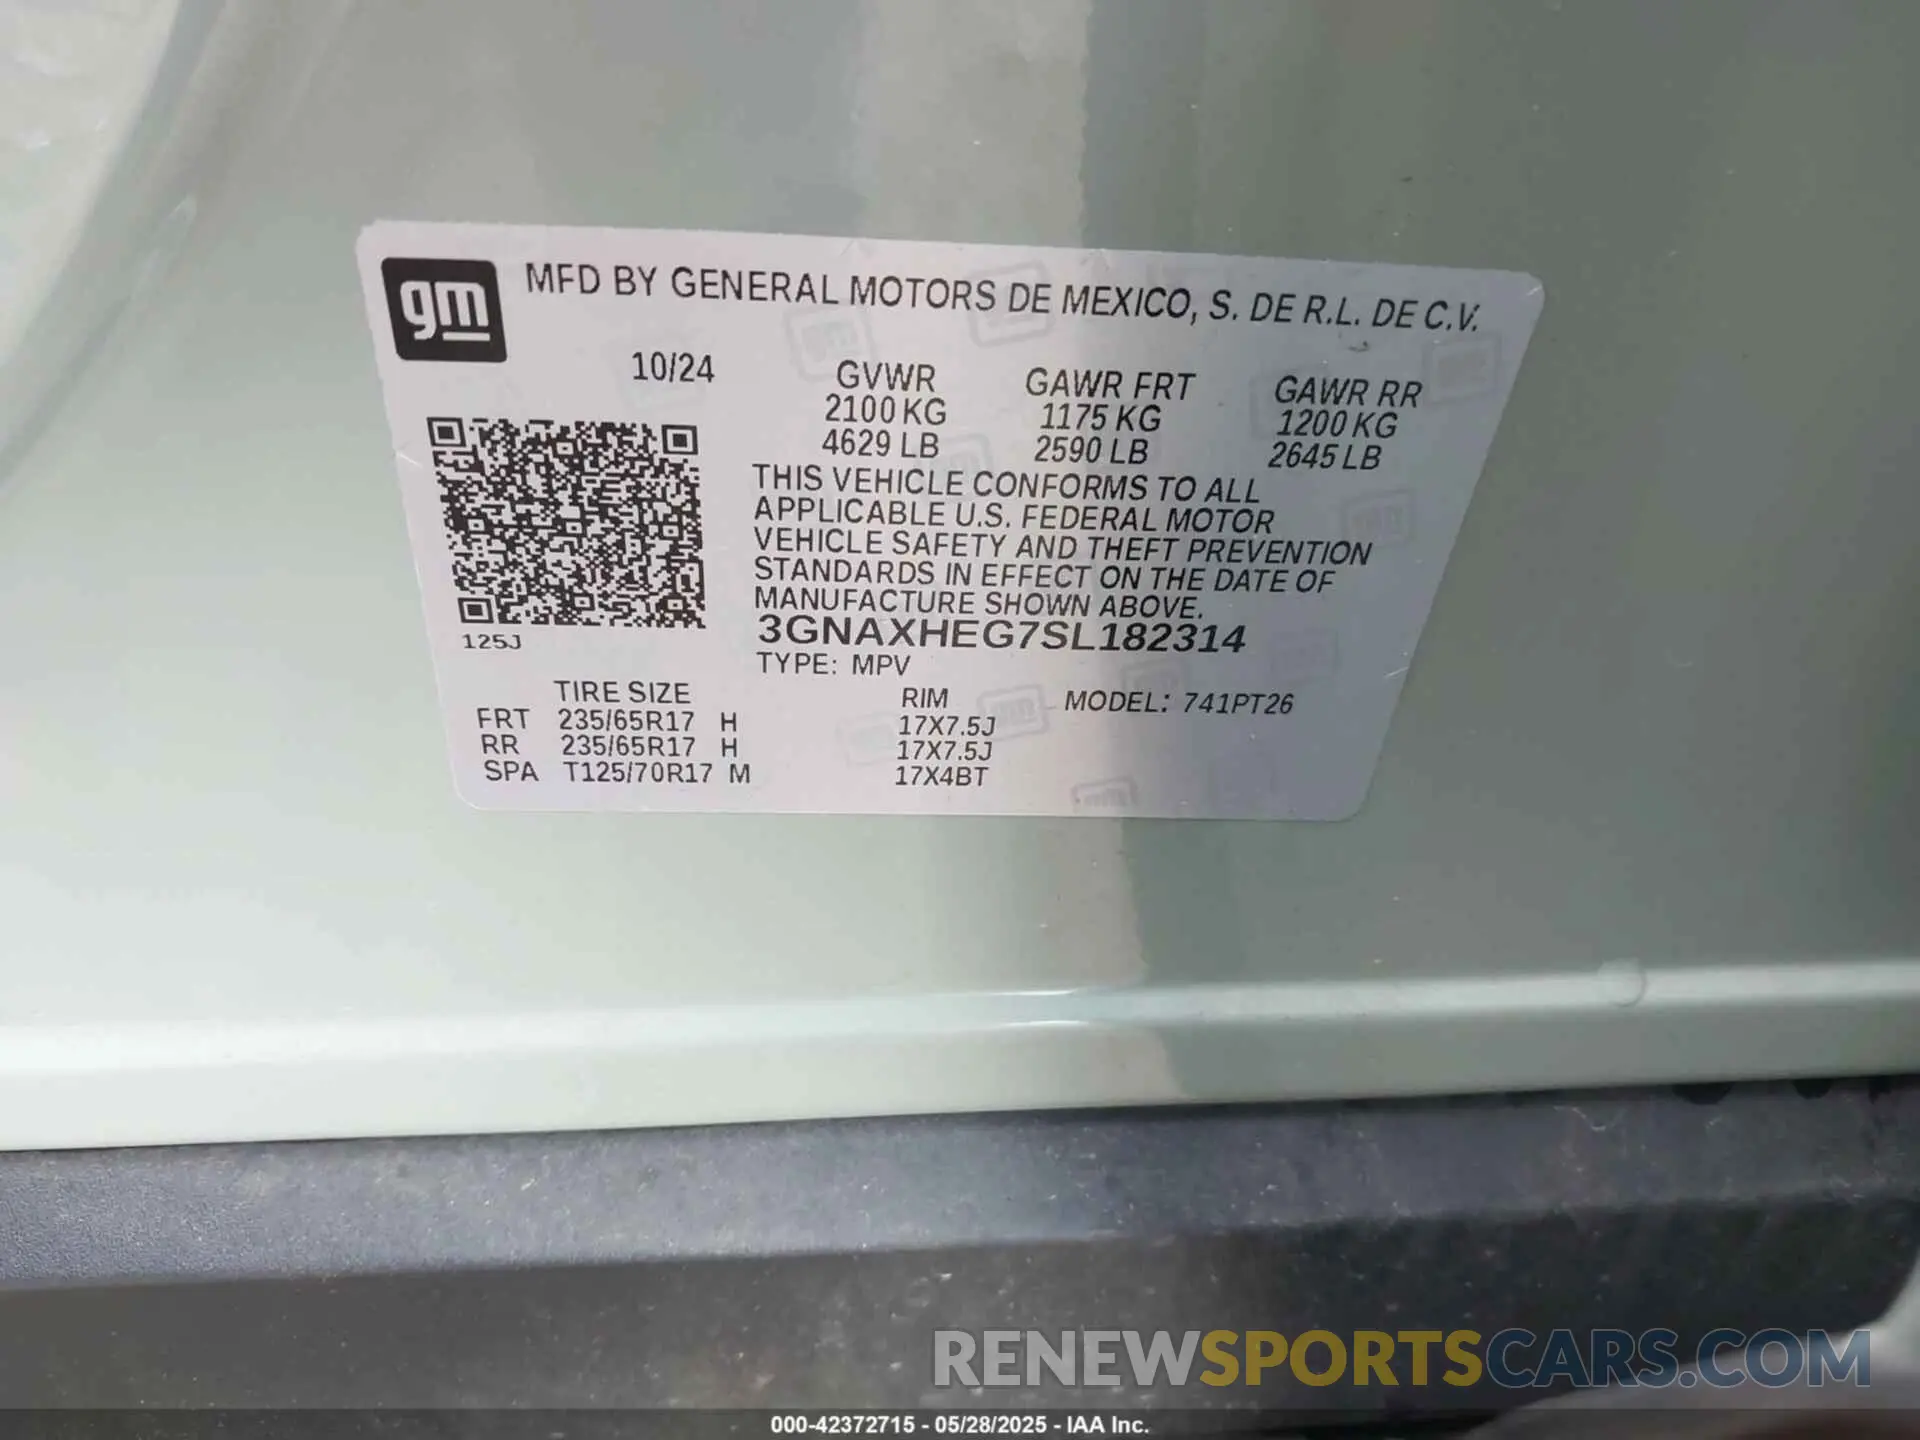 gm MFD BY GENERAL MOTORS DE MEXICO, S. DE R.L. DE C.V.
10/24 GVWR GAWR FRT GAWR RR
2100 KG 1175 KG 1200 KG
4629 LB 2590 LB 2645 LB
THIS VEHICLE CONFORMS TO ALL
APPLICABLE U.S. FEDERAL MOTOR
VEHICLE SAFETY AND THEFT PREVENTION
STANDARDS IN EFFECT ON THE DATE OF
MANUFACTURE SHOWN ABOVE.
125J 3GNAXHEG7SL182314
TYPE: MPV
TIRE SIZE RIM MODEL: 741PT26
FRT 235/65R17 H 17X7.5J
RR 235/65R17 H 17X7.5J
SPA T125/70R17 M 17X4BT
RENEWSPORTSCARS.COM
000-42372715 - 05/28/2025 - IAA Inc.